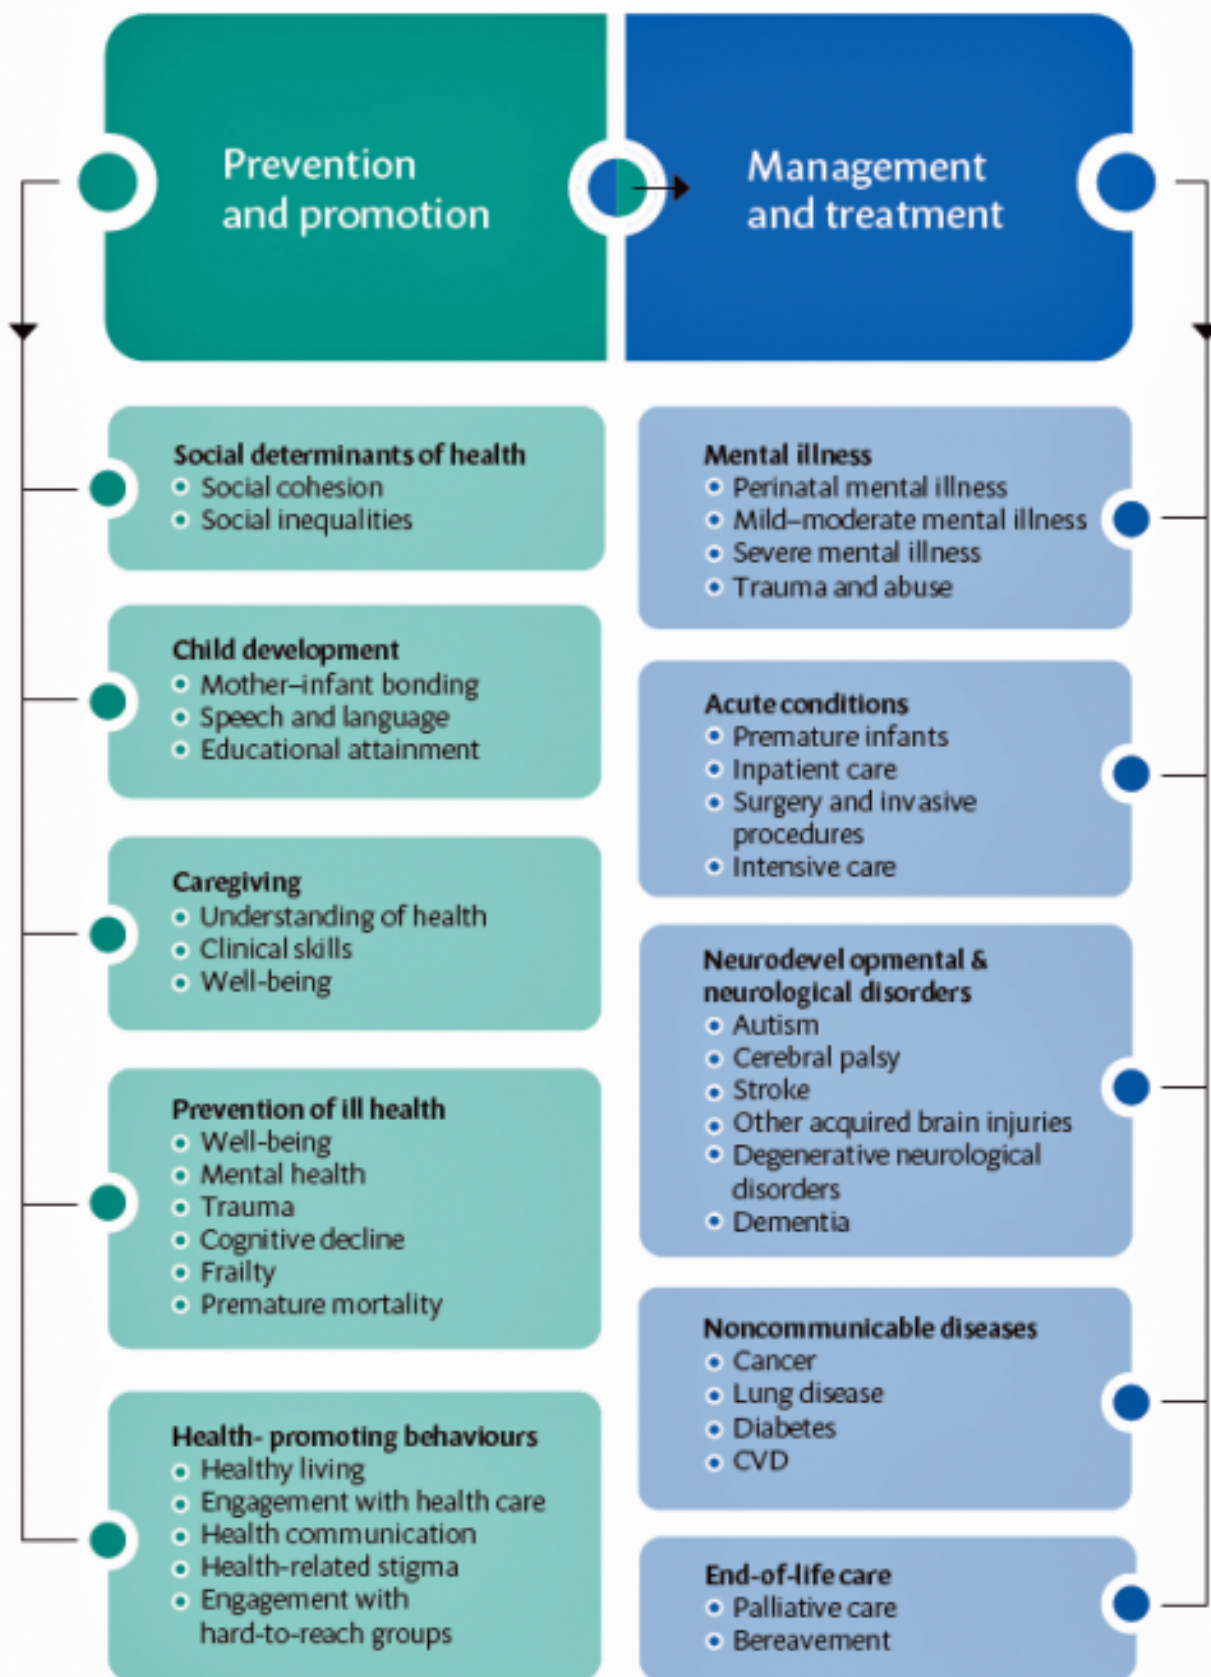 Prevention
and promotion
Management
and treatment
Social determinants of health
Social cohesion
Social inequalities
Child development
Mother–infant bonding
Speech and language
Educational attainment
Caregiving
Understanding of health
Clinical skills
Well-being
Prevention of ill health
Well-being
Mental health
Trauma
Cognitive decline
Frailty
Premature mortality
Health- promoting behaviours
Healthy living
Engagement with health care
Health communication
Health-related stigma
Engagement with
hard-to-reach groups
Mental illness
Perinatal mental illness
Mild–moderate mental illness
Severe mental illness
Trauma and abuse
Acute conditions
Premature infants
Inpatient care
Surgery and invasive
procedures
Intensive care
Neurodevel opmental &
neurological disorders
Autism
Cerebral palsy
Stroke
Other acquired brain injuries
Degenerative neurological
disorders
Dementia
Noncommunicable diseases
Cancer
Lung disease
Diabetes
CVD
End-of-life care
Palliative care
Bereavement